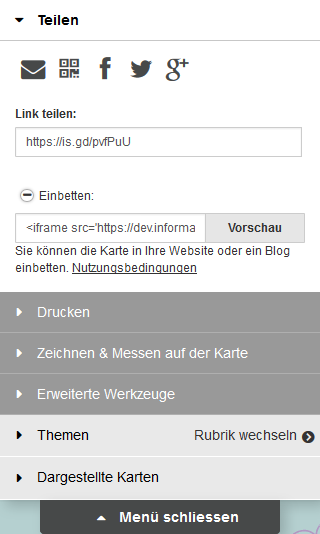 Teilen
g+
Link teilen:
https://is.gd/pvfPuU
Einbetten:
<iframe src='https://dev.informa Vorschau
Sie können die Karte in Ihre Website oder ein Blog
einbetten. Nutzungsbedingungen
Drucken
Zeichnen & Messen auf der Karte
Erweiterte Werkzeuge
Themen Rubrik wechseln
Dargestellte Karten
Menü schliessen